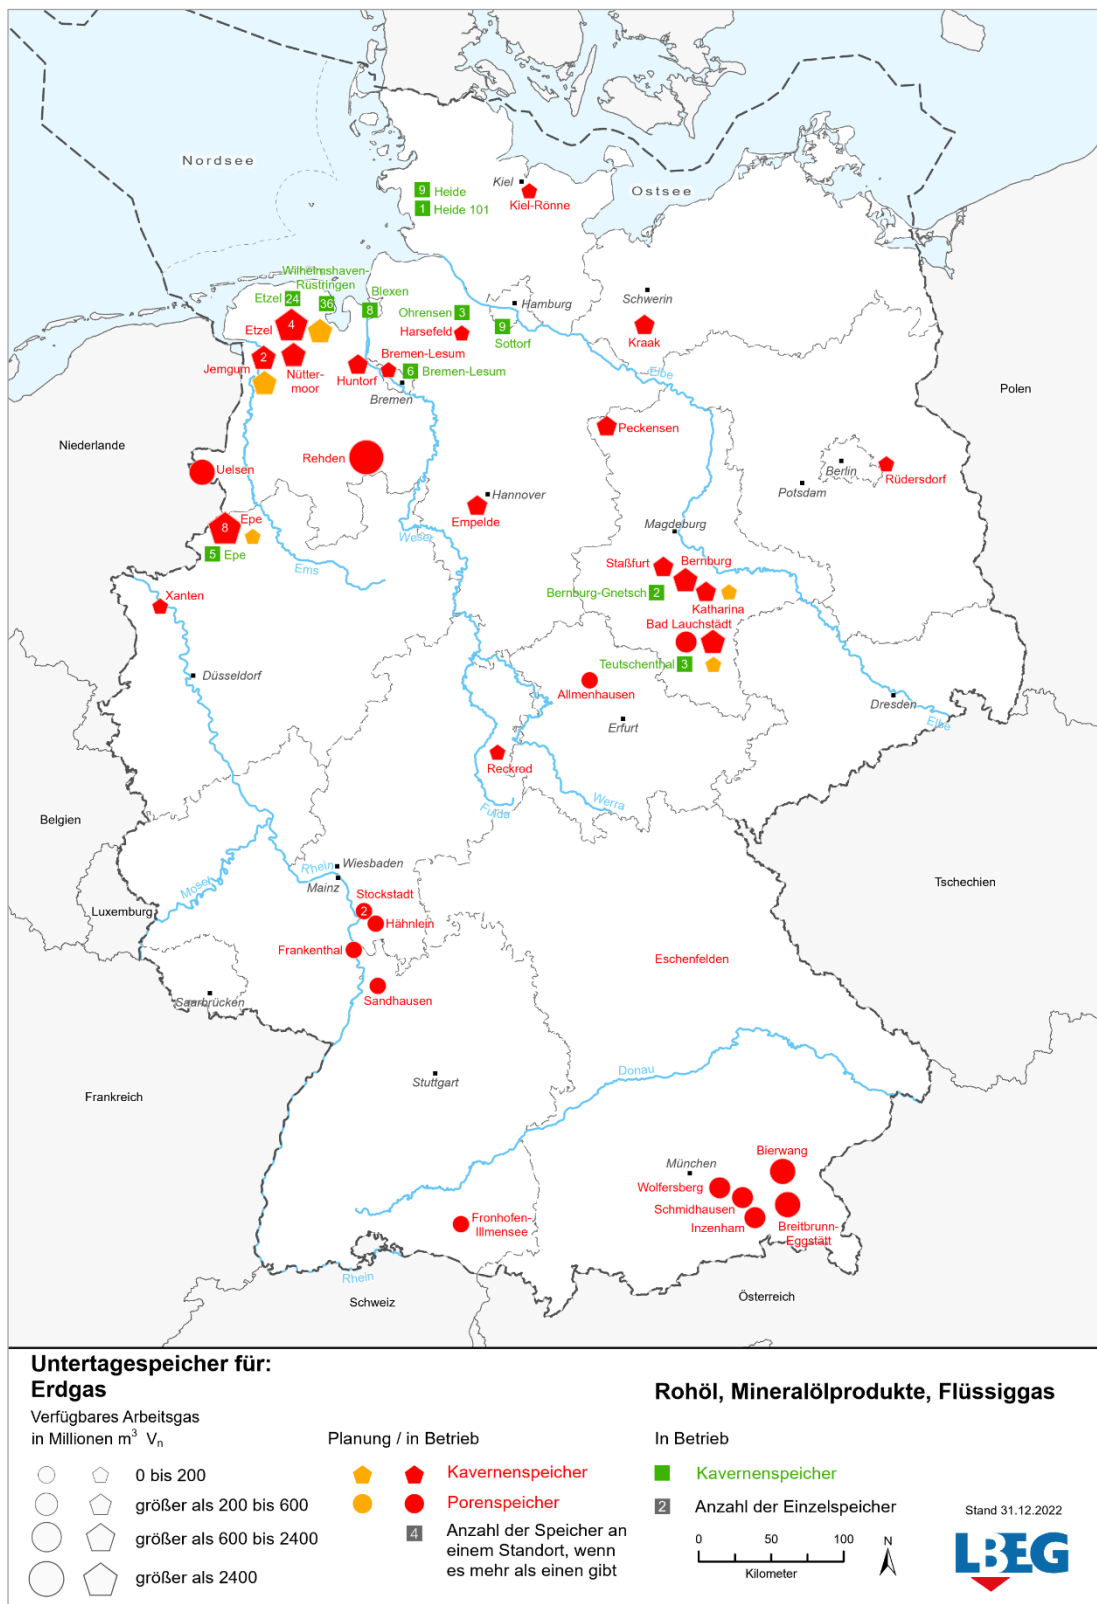 Nordsee
Kiel
Ostsee
9 Heide
1 Heide 101
Kiel-Rönne
Wilhelmshaven-
Rüstringen
Etzel 24
36
Blexen
8
Ohrensen 3
Harsefeld
Hamburg
9
Sottorf
Schwerin
Kraak
Etzel
4
Jemgum
2
Nütter-
moor
Huntorf
Bremen-Lesum
6 Bremen-Lesum
Bremen
Elbe
Polen
Peckensen
Niederlande
Uelsen
Rehden
Berlin
Rüdersdorf
Potsdam
Hannover
Empelde
Epe
8
5 Epe
Weser
Magdeburg
Ems
Staßfurt
Bernburg
Bernburg-Gnetsch 2
Katharina
Xanten
Bad Lauchstädt
Teutschenthal 3
Düsseldorf
Allmenhausen
Erfurt
Dresden
Elbe
Reckrod
Fulda
Werra
Belgien
Rhein
Wiesbaden
Mainz
Mosel
Tschechien
Luxemburg
Stockstadt
2
Hähnlein
Frankenthal
Eschenfelden
Sandhausen
Saarbrücken
Donau
Stuttgart
Frankreich
Bierwang
München
Wolfersberg
Schmidhausen
Inzenham
Breitbrunn-
Eggstätt
Fronhofen-
Illmensee
Rhein
Schweiz
Österreich
Untertagespeicher für:
Erdgas
Rohöl, Mineralölprodukte, Flüssiggas
Verfügbares Arbeitsgas
in Millionen m³ Vn
0 bis 200
größer als 200 bis 600
größer als 600 bis 2400
größer als 2400
Planung / in Betrieb
Kavernenspeicher
Porenspeicher
4 Anzahl der Speicher an
einem Standort, wenn
es mehr als einen gibt
In Betrieb
Kavernenspeicher
2 Anzahl der Einzelspeicher
0 50 100
Kilometer
N
Stand 31.12.2022
LBEG